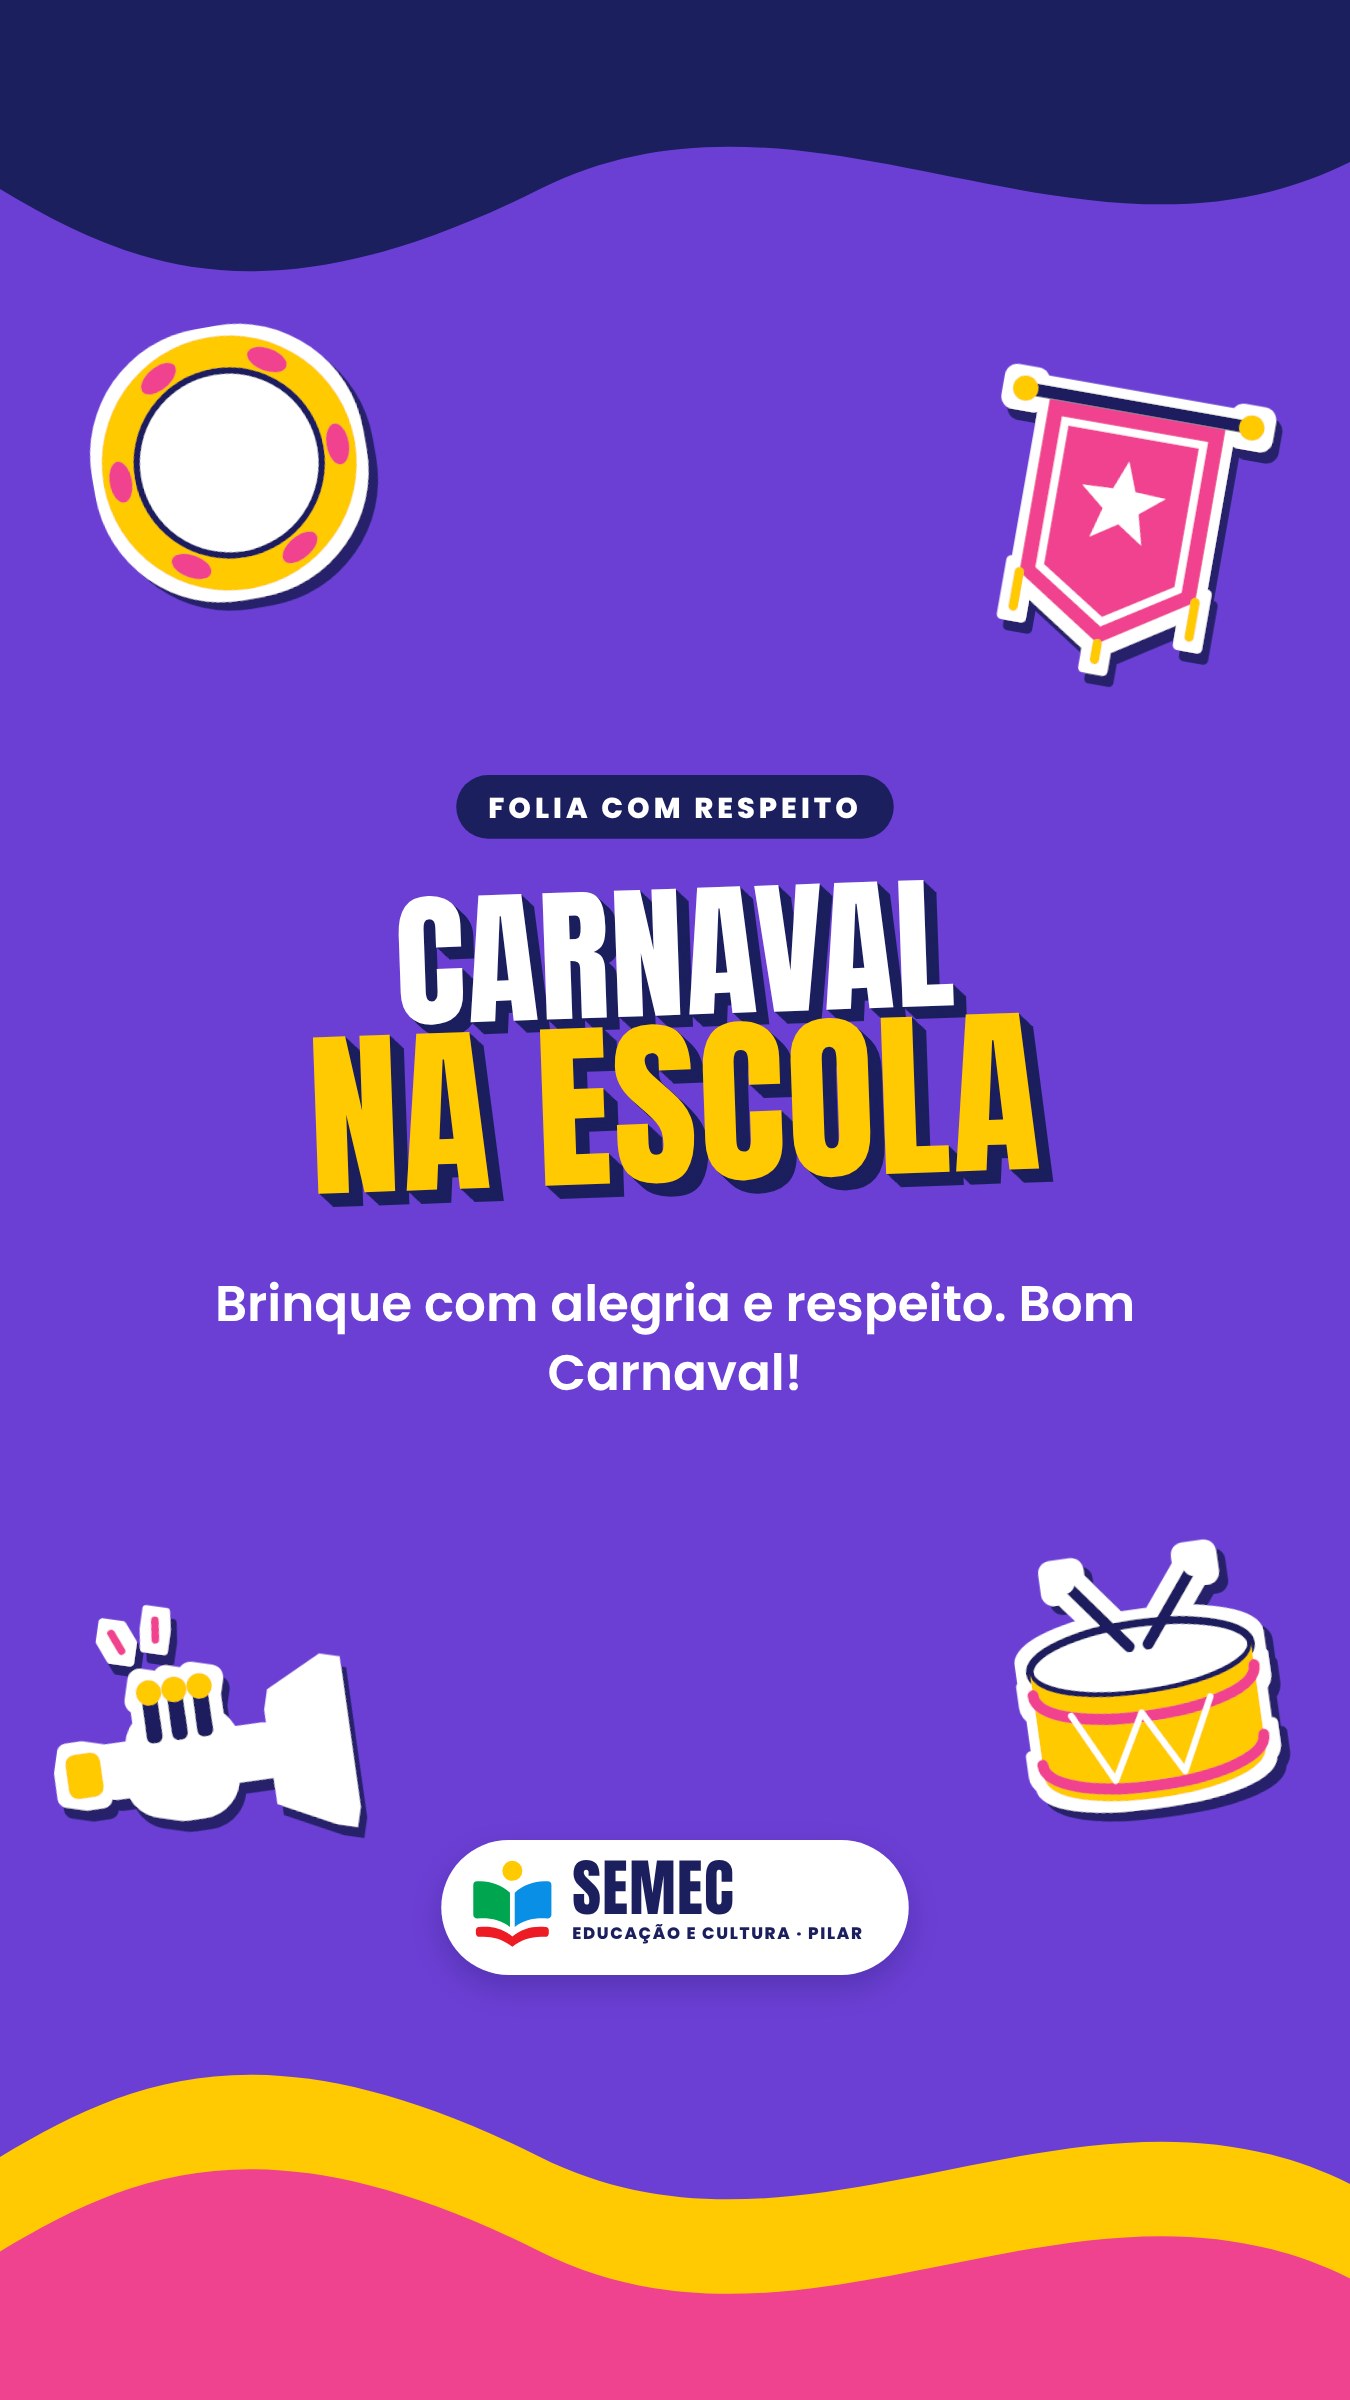 FOLIA COM RESPEITO
CARNAVAL
NA ESCOLA
Brinque com alegria e respeito. Bom
Carnaval!
SEMEC
EDUCAÇÃO E CULTURA · PILAR